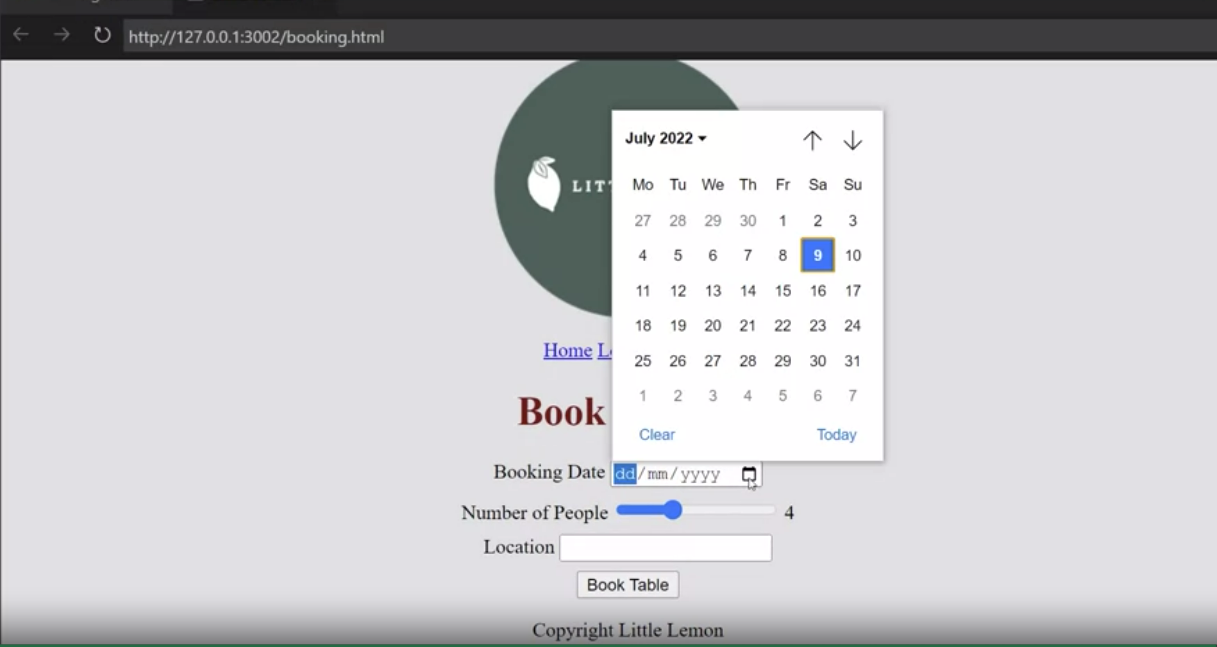 http://127.0.0.1:3002/booking.html
July 2022
Mo Tu We Th Fr Sa Su
27 28 29 30 1 2 3
4 5 6 7 8 9 10
LIT
11 12 13 14 15 16 17
18 19 20 21 22 23 24
Home
25 26 27 28 29 30 31
1 2 3 4 5 6 7
Book
Clear Today
Booking Date dd/mm/yyyy
Number of People 4
Location
Book Table
Copyright Little Lemon